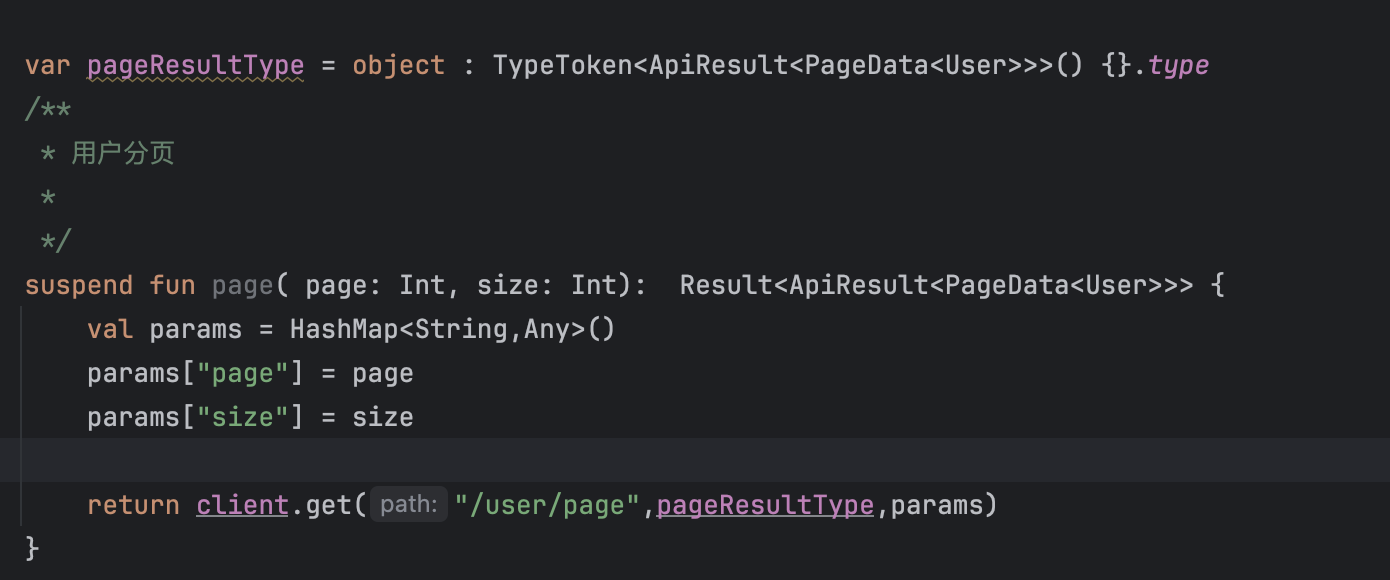 var pageResultType = object : TypeToken<ApiResult<PageData<User>>>() {}.type
/**
 * 用户分页
 *
 */
suspend fun page( page: Int, size: Int):  Result<ApiResult<PageData<User>>> {
    val params = HashMap<String,Any>()
    params["page"] = page
    params["size"] = size

    return client.get( path: "/user/page",pageResultType,params)
}